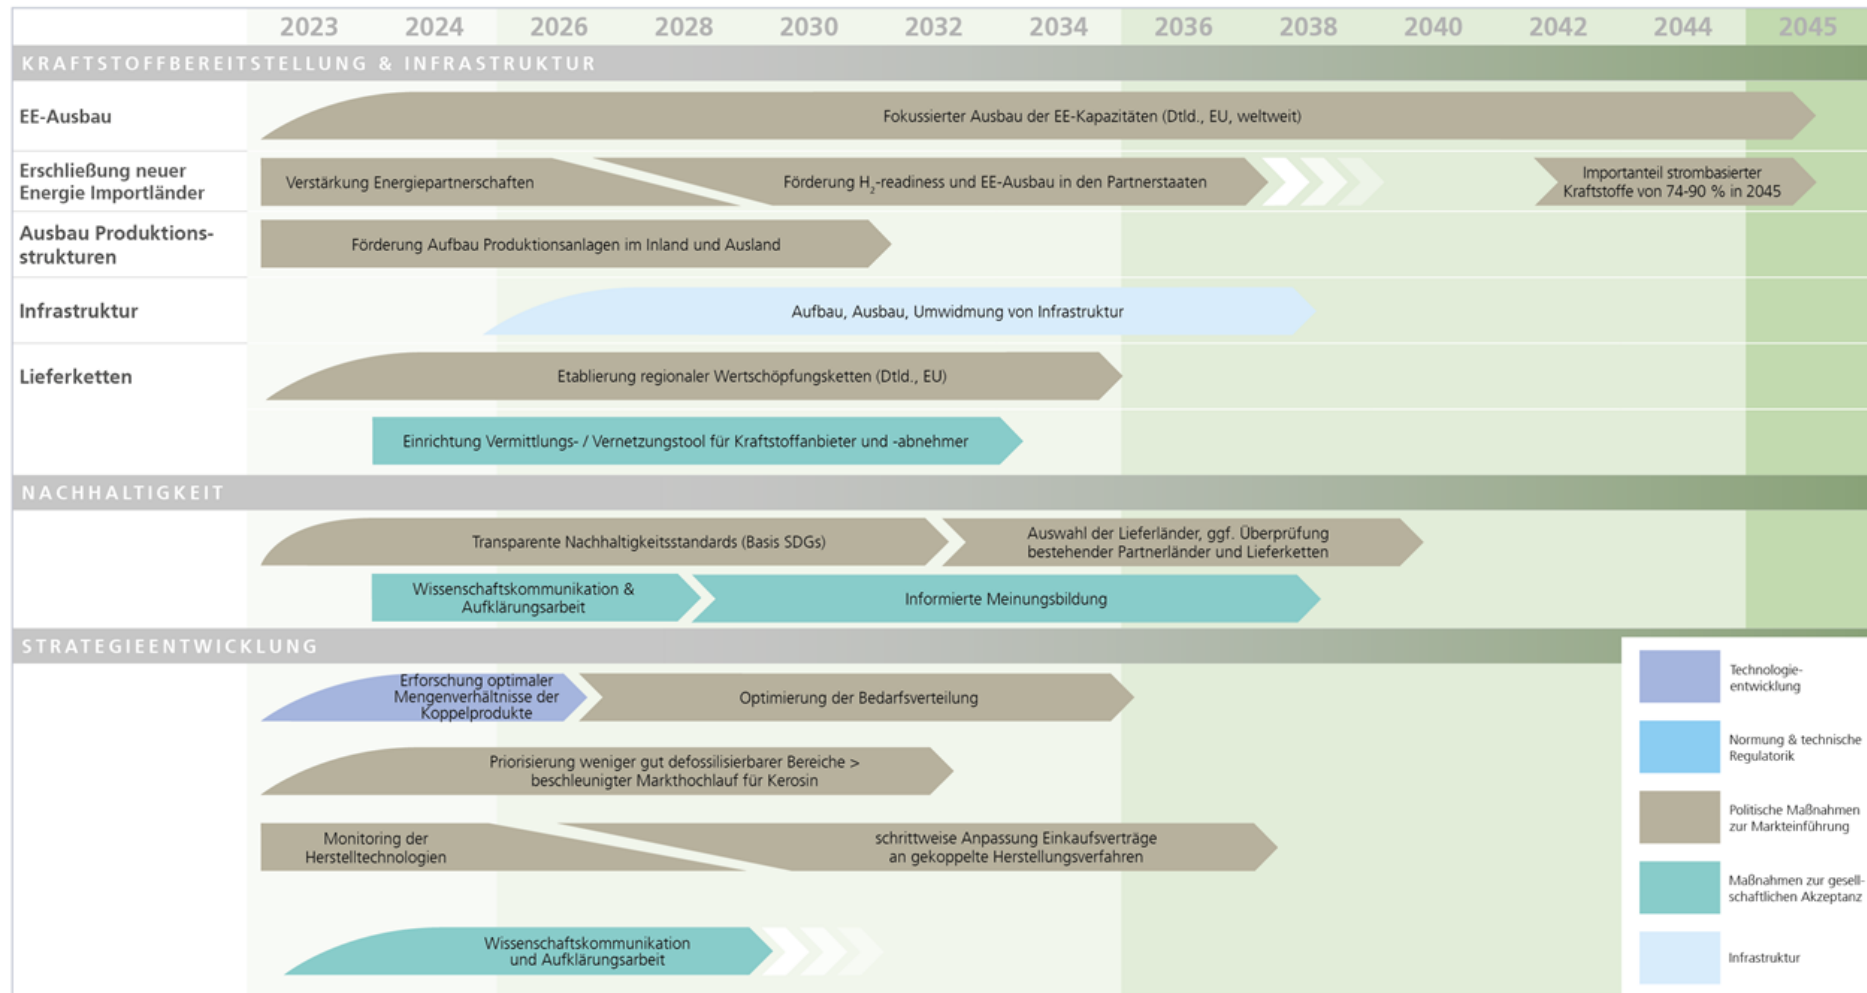 2023 2024 2026 2028 2030 2032 2034 2036 2038 2040 2042 2044 2045
KRAFTSTOFFBEREITSTELLUNG & INFRASTRUKTUR
EE-Ausbau
Fokussierter Ausbau der EE-Kapazitäten (Dtld., EU, weltweit)
Erschließung neuer
Energie Importländer
Verstärkung Energiepartnerschaften
Förderung H₂-readiness und EE-Ausbau in den Partnerstaaten
Importanteil strombasierter
Kraftstoffe von 74-90 % in 2045
Ausbau Produktions-
strukturen
Förderung Aufbau Produktionsanlagen im Inland und Ausland
Infrastruktur
Aufbau, Ausbau, Umwidmung von Infrastruktur
Lieferketten
Etablierung regionaler Wertschöpfungsketten (Dtld., EU)
Einrichtung Vermittlungs- / Vernetzungstool für Kraftstoffanbieter und -abnehmer
NACHHALTIGKEIT
Transparente Nachhaltigkeitsstandards (Basis SDGs)
Auswahl der Lieferländer, ggf. Überprüfung
bestehender Partnerländer und Lieferketten
Wissenschaftskommunikation &
Aufklärungsarbeit
Informierte Meinungsbildung
STRATEGIEENTWICKLUNG
Erforschung optimaler
Mengenverhältnisse der
Koppelprodukte
Optimierung der Bedarfsverteilung
Priorisierung weniger gut defossilisierbarer Bereiche >
beschleunigter Markthochlauf für Kerosin
Monitoring der
Herstelltechnologien
schrittweise Anpassung Einkaufsverträge
an gekoppelte Herstellungsverfahren
Wissenschaftskommunikation
und Aufklärungsarbeit
Technologie-
entwicklung
Normung & technische
Regulatorik
Politische Maßnahmen
zur Markteinführung
Maßnahmen zur gesell-
schaftlichen Akzeptanz
Infrastruktur